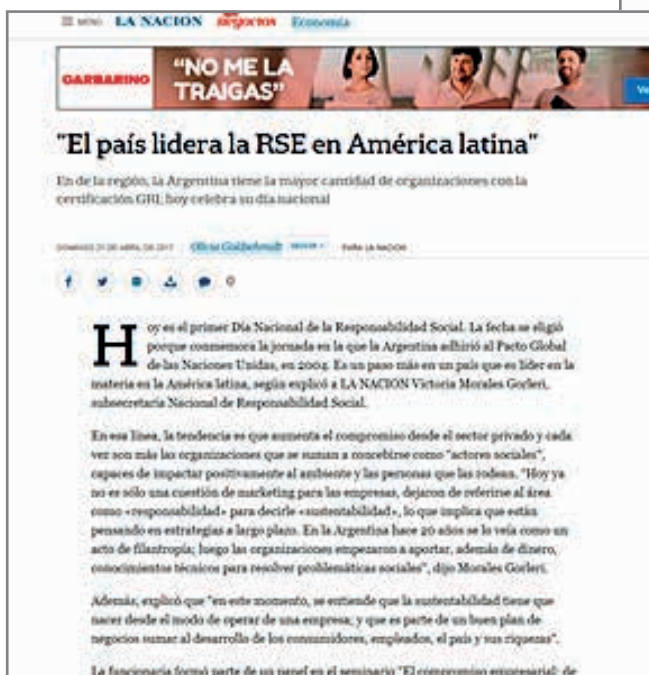 MENÚ LA NACION negocios Economía
GARBARINO "NO ME LA TRAIGAS"
"El país lidera la RSE en América latina"
En de la región, la Argentina tiene la mayor cantidad de organizaciones con la
certificación GRI; hoy celebra su día nacional
DE ABRIL DE 2017 PARA LA NACION
0
Hoy es el primer Día Nacional de la Responsabilidad Social. La fecha se eligió
porque conmemora la jornada en la que la Argentina adhirió al Pacto Global
de las Naciones Unidas, en 2004. Es un paso más en un país que es líder en la
materia en la América latina, según explicó a LA NACION Victoria Morales Gorleri,
subsecretaria Nacional de Responsabilidad Social.
En esa línea, la tendencia es que aumenta el compromiso desde el sector privado y cada
vez son más las organizaciones que se suman a concebirse como "actores sociales",
capaces de impactar positivamente al ambiente y las personas que las rodean. "Hoy ya
no es sólo una cuestión de marketing para las empresas, dejaron de referirse al área
como «responsabilidad» para decirle «sustentabilidad», lo que implica que están
pensando en estrategias a largo plazo. En la Argentina hace 20 años se lo veía como un
acto de filantropía; luego las organizaciones empezaron a aportar, además de dinero,
conocimientos técnicos para resolver problemáticas sociales", dijo Morales Gorleri.
Además, explicó que "en este momento, se entiende que la sustentabilidad tiene que
nacer desde el modo de operar de una empresa; y que es parte de un buen plan de
negocios sumar al desarrollo de los consumidores, empleados, el país y sus riquezas".
La funcionaria formó parte de un panel en el seminario "El compromiso empresarial: de